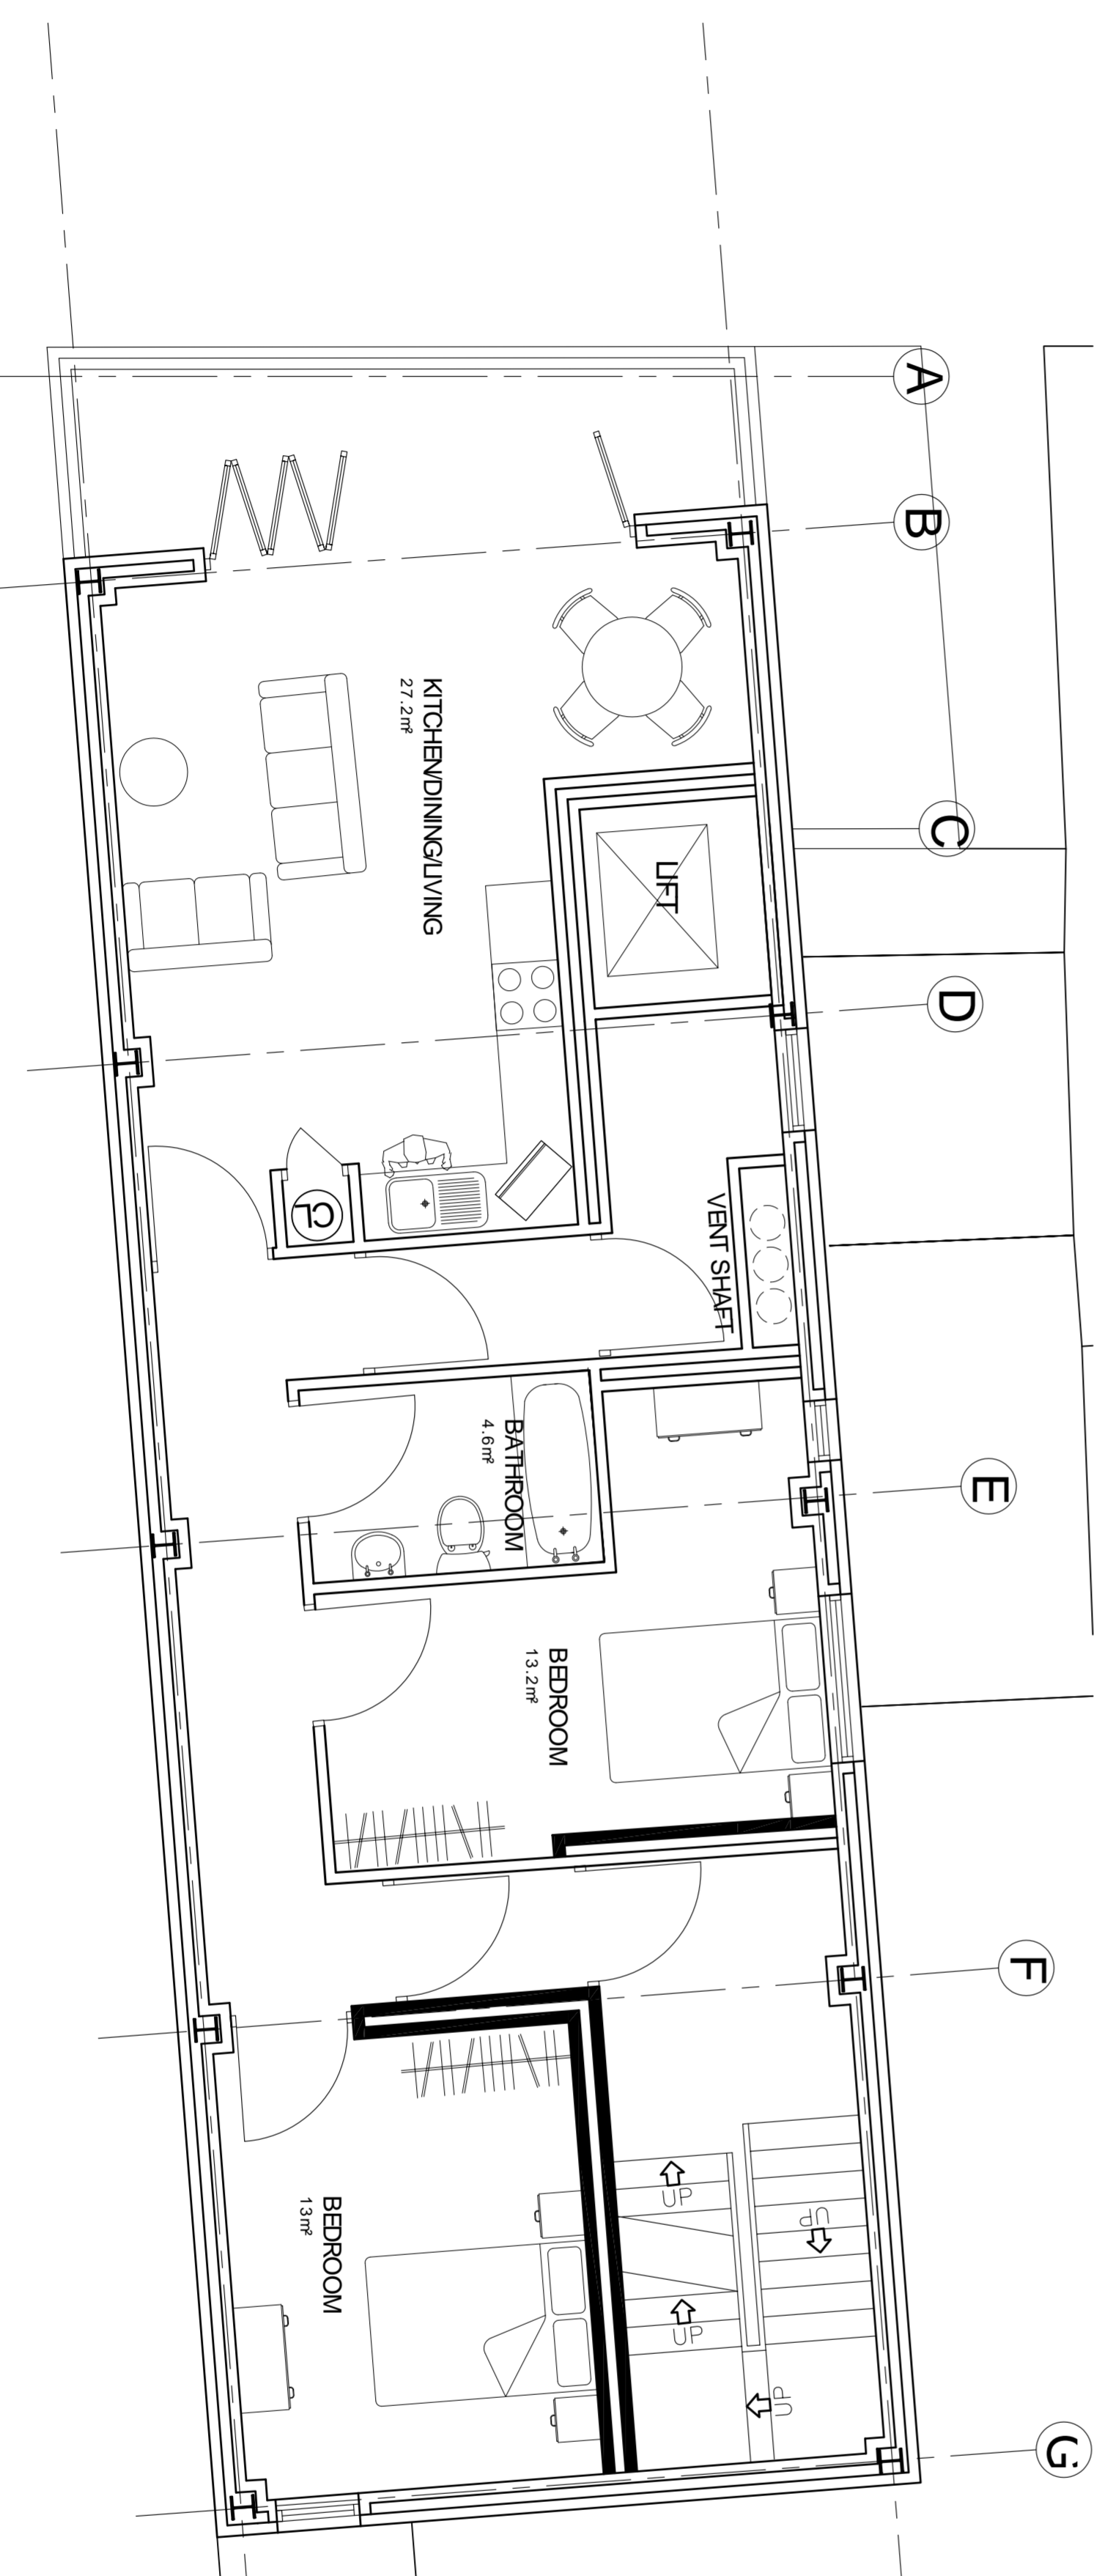 A
B
KITCHEN/DINING/LIVING
27.2m²
LIFT
C
D
CL
VENT SHAFT
BATHROOM
4.6m²
E
BEDROOM
13.2m²
F
UP
UP
UP
BEDROOM
13m²
UP
G